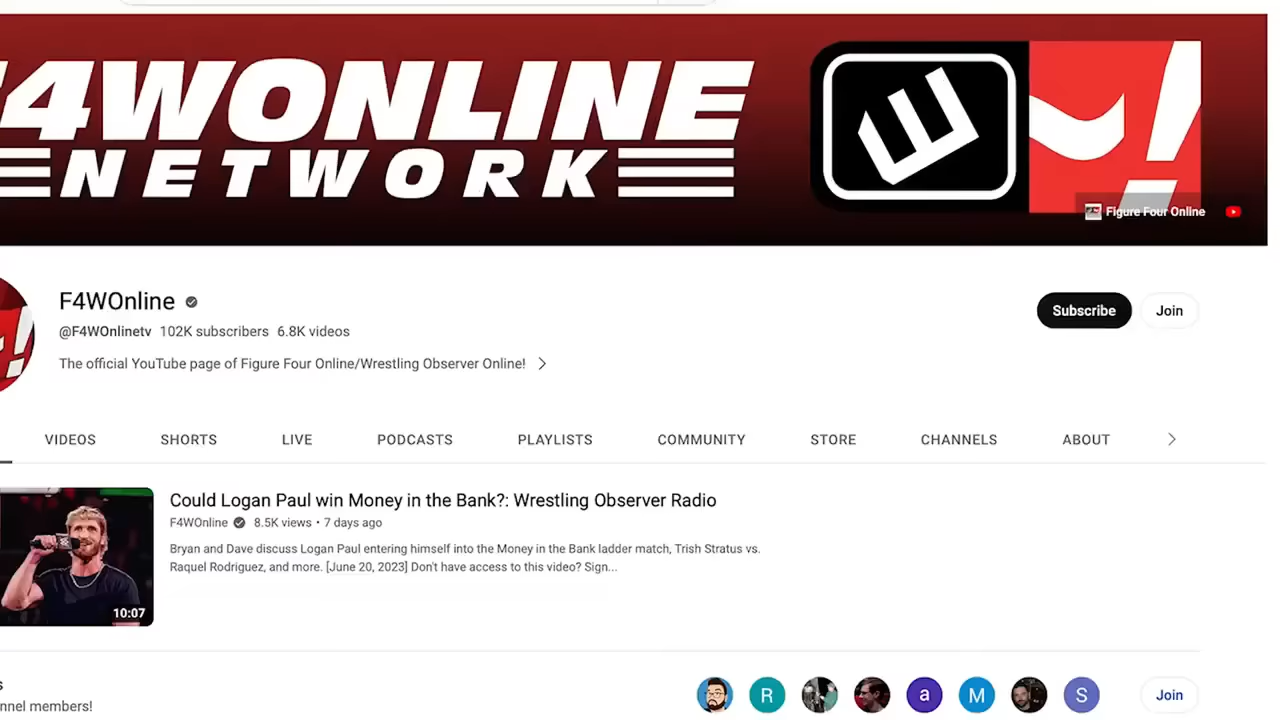 F4WONLINE
NETWORK
Figure Four Online
F4WOnline
@F4WOnlinetv 102K subscribers 6.8K videos
The official YouTube page of Figure Four Online/Wrestling Observer Online!
Subscribe
Join
VIDEOS SHORTS LIVE PODCASTS PLAYLISTS COMMUNITY STORE CHANNELS ABOUT
Could Logan Paul win Money in the Bank?: Wrestling Observer Radio
F4WOnline 8.5K views • 7 days ago
Bryan and Dave discuss Logan Paul entering himself into the Money in the Bank ladder match, Trish Stratus vs.
Raquel Rodriguez, and more. [June 20, 2023] Don't have access to this video? Sign...
10:07
R a M S
Join
nnel members!